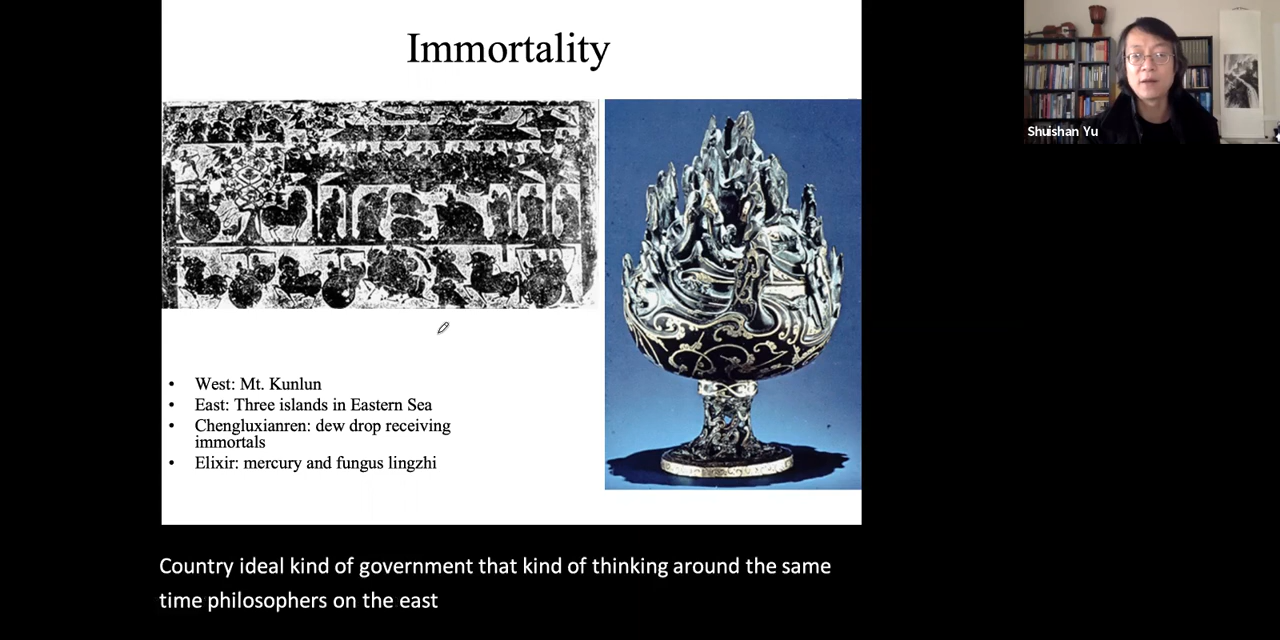 Immortality
Shuishan Yu
• West: Mt. Kunlun
• East: Three islands in Eastern Sea
• Chengluxianren: dew drop receiving
immortals
• Elixir: mercury and fungus lingzhi
Country ideal kind of government that kind of thinking around the same
time philosophers on the east